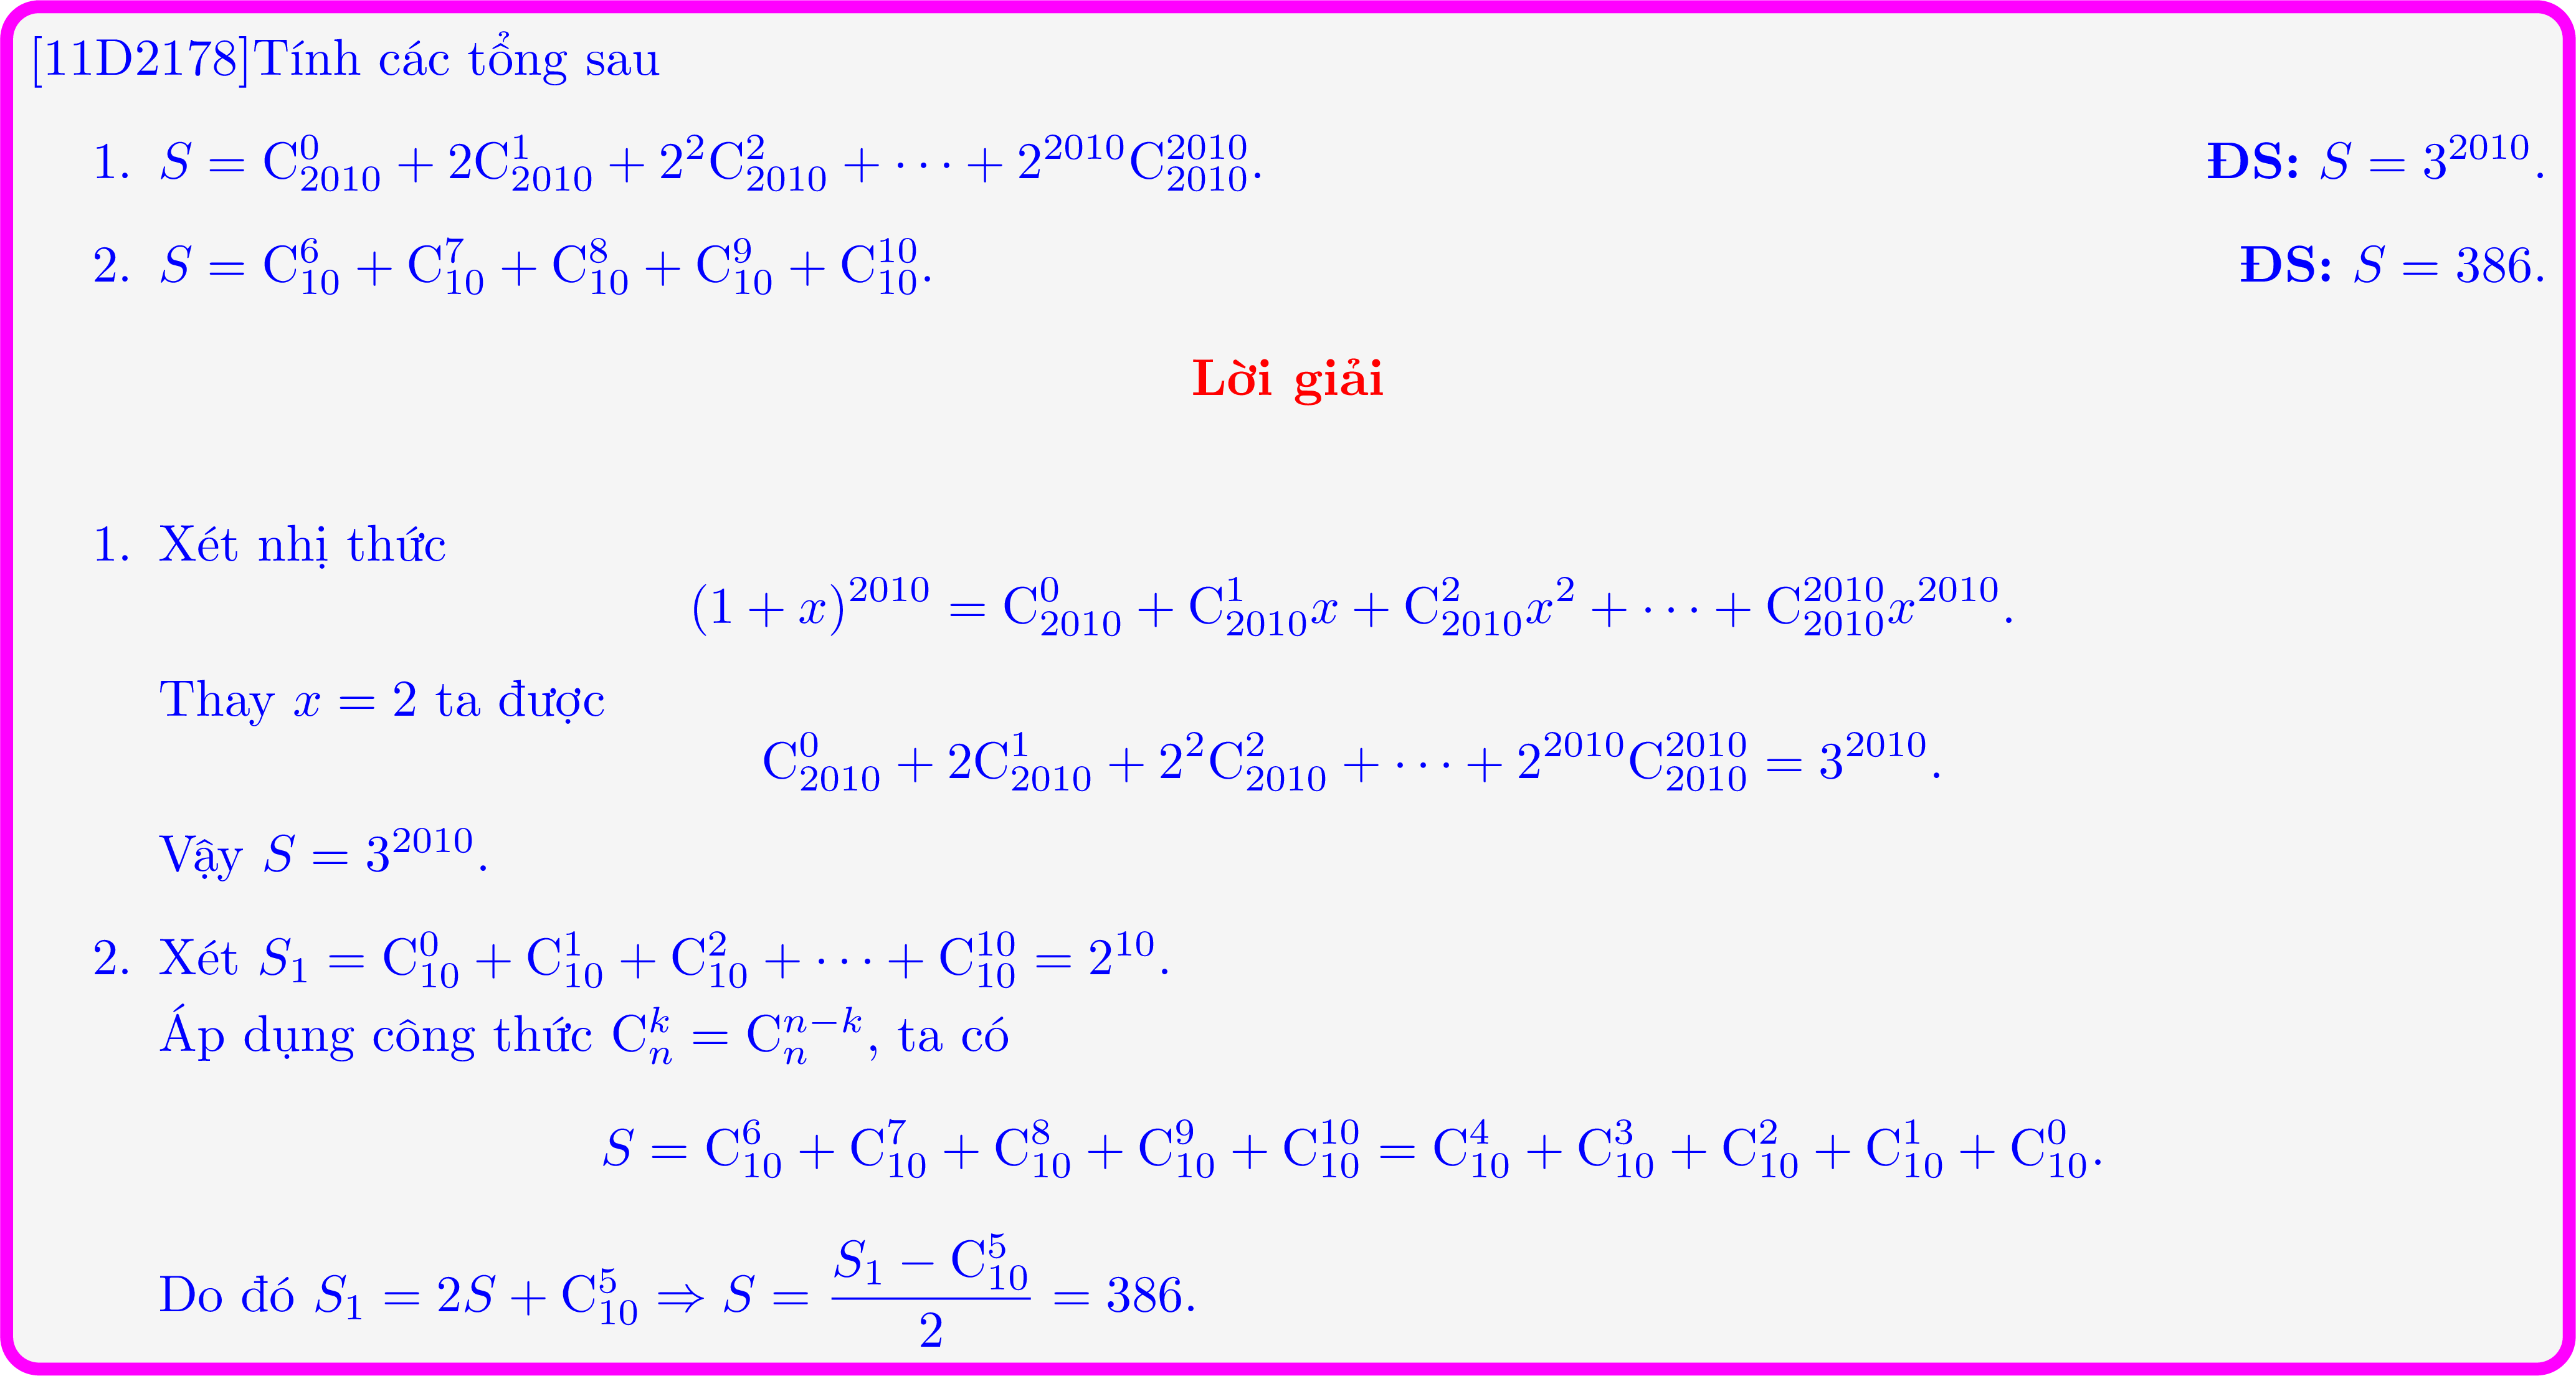 [11D2178]Tính các tổng sau
1. $S = \mathrm{C}_{2010}^{0} + 2\mathrm{C}_{2010}^{1} + 2^2\mathrm{C}_{2010}^{2} + \cdots + 2^{2010}\mathrm{C}_{2010}^{2010}.$ ĐS: $S = 3^{2010}.$
2. $S = \mathrm{C}_{10}^{6} + \mathrm{C}_{10}^{7} + \mathrm{C}_{10}^{8} + \mathrm{C}_{10}^{9} + \mathrm{C}_{10}^{10}.$ ĐS: $S = 386.$
Lời giải
1. Xét nhị thức
$(1 + x)^{2010} = \mathrm{C}_{2010}^{0} + \mathrm{C}_{2010}^{1}x + \mathrm{C}_{2010}^{2}x^2 + \cdots + \mathrm{C}_{2010}^{2010}x^{2010}.$
Thay $x = 2$ ta được
$\mathrm{C}_{2010}^{0} + 2\mathrm{C}_{2010}^{1} + 2^2\mathrm{C}_{2010}^{2} + \cdots + 2^{2010}\mathrm{C}_{2010}^{2010} = 3^{2010}.$
Vậy $S = 3^{2010}.$
2. Xét $S_1 = \mathrm{C}_{10}^{0} + \mathrm{C}_{10}^{1} + \mathrm{C}_{10}^{2} + \cdots + \mathrm{C}_{10}^{10} = 2^{10}.$
Áp dụng công thức $\mathrm{C}_{n}^{k} = \mathrm{C}_{n}^{n-k}$, ta có
$S = \mathrm{C}_{10}^{6} + \mathrm{C}_{10}^{7} + \mathrm{C}_{10}^{8} + \mathrm{C}_{10}^{9} + \mathrm{C}_{10}^{10} = \mathrm{C}_{10}^{4} + \mathrm{C}_{10}^{3} + \mathrm{C}_{10}^{2} + \mathrm{C}_{10}^{1} + \mathrm{C}_{10}^{0}.$
Do đó $S_1 = 2S + \mathrm{C}_{10}^{5} \Rightarrow S = \dfrac{S_1 - \mathrm{C}_{10}^{5}}{2} = 386.$